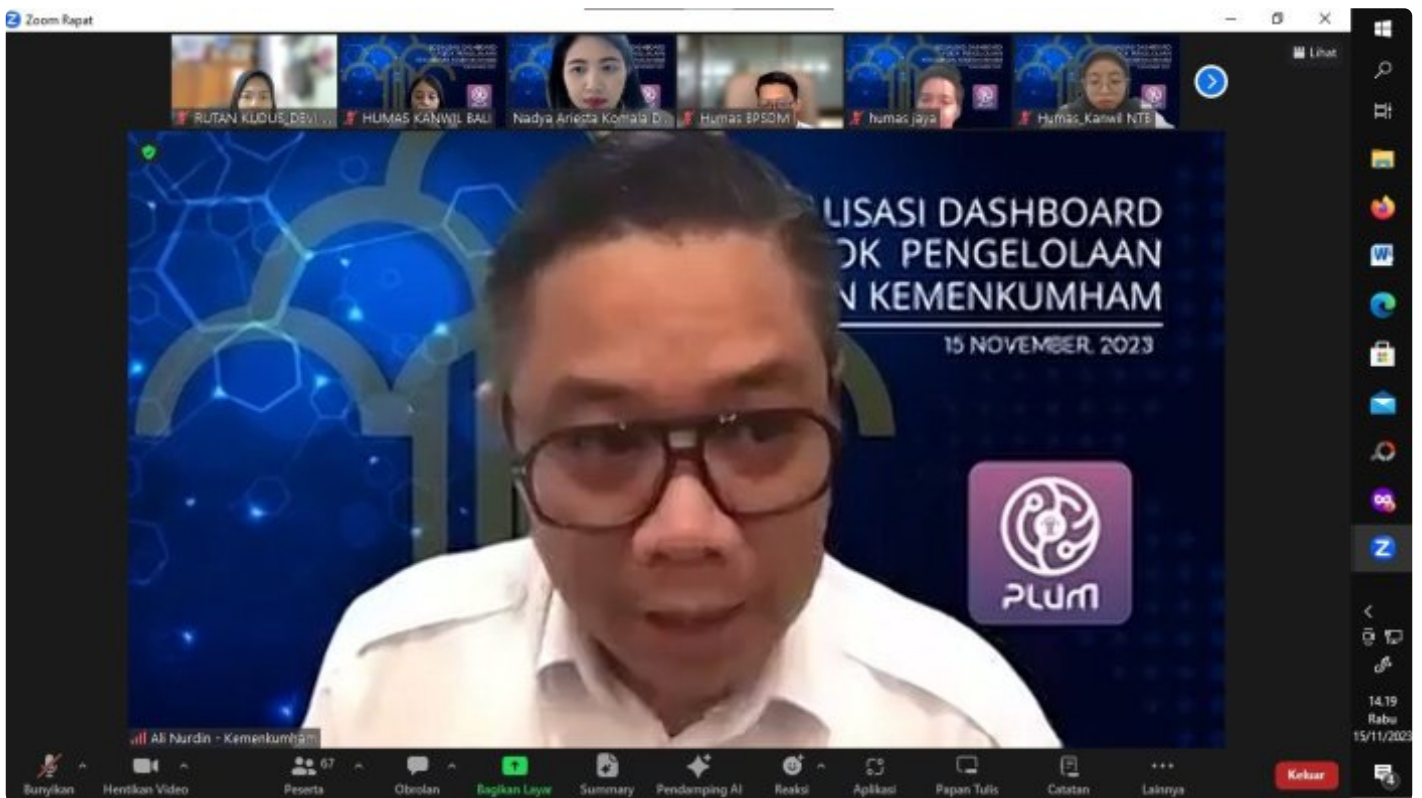 Zoom Rapat
Lihat
RUTAN KUDUS_DEVI ...
HUMAS KANWIL BALI
Nadya Ariesta Komala D...
Humas BPSDM
humas jaya
Humas_Kanwil NTB
LISASI DASHBOARD
OK PENGELOLAAN
N KEMENKUMHAM
15 NOVEMBER, 2023
PLUM
Ali Nurdin - Kemenkumham
67
Bunyikan
Hentikan Video
Peserta
Obrolan
Bagikan Layar
Summary
Pendamping AI
Reaksi
Aplikasi
Papan Tulis
Catatan
Lainnya
Keluar
14.19
Rabu
15/11/2023